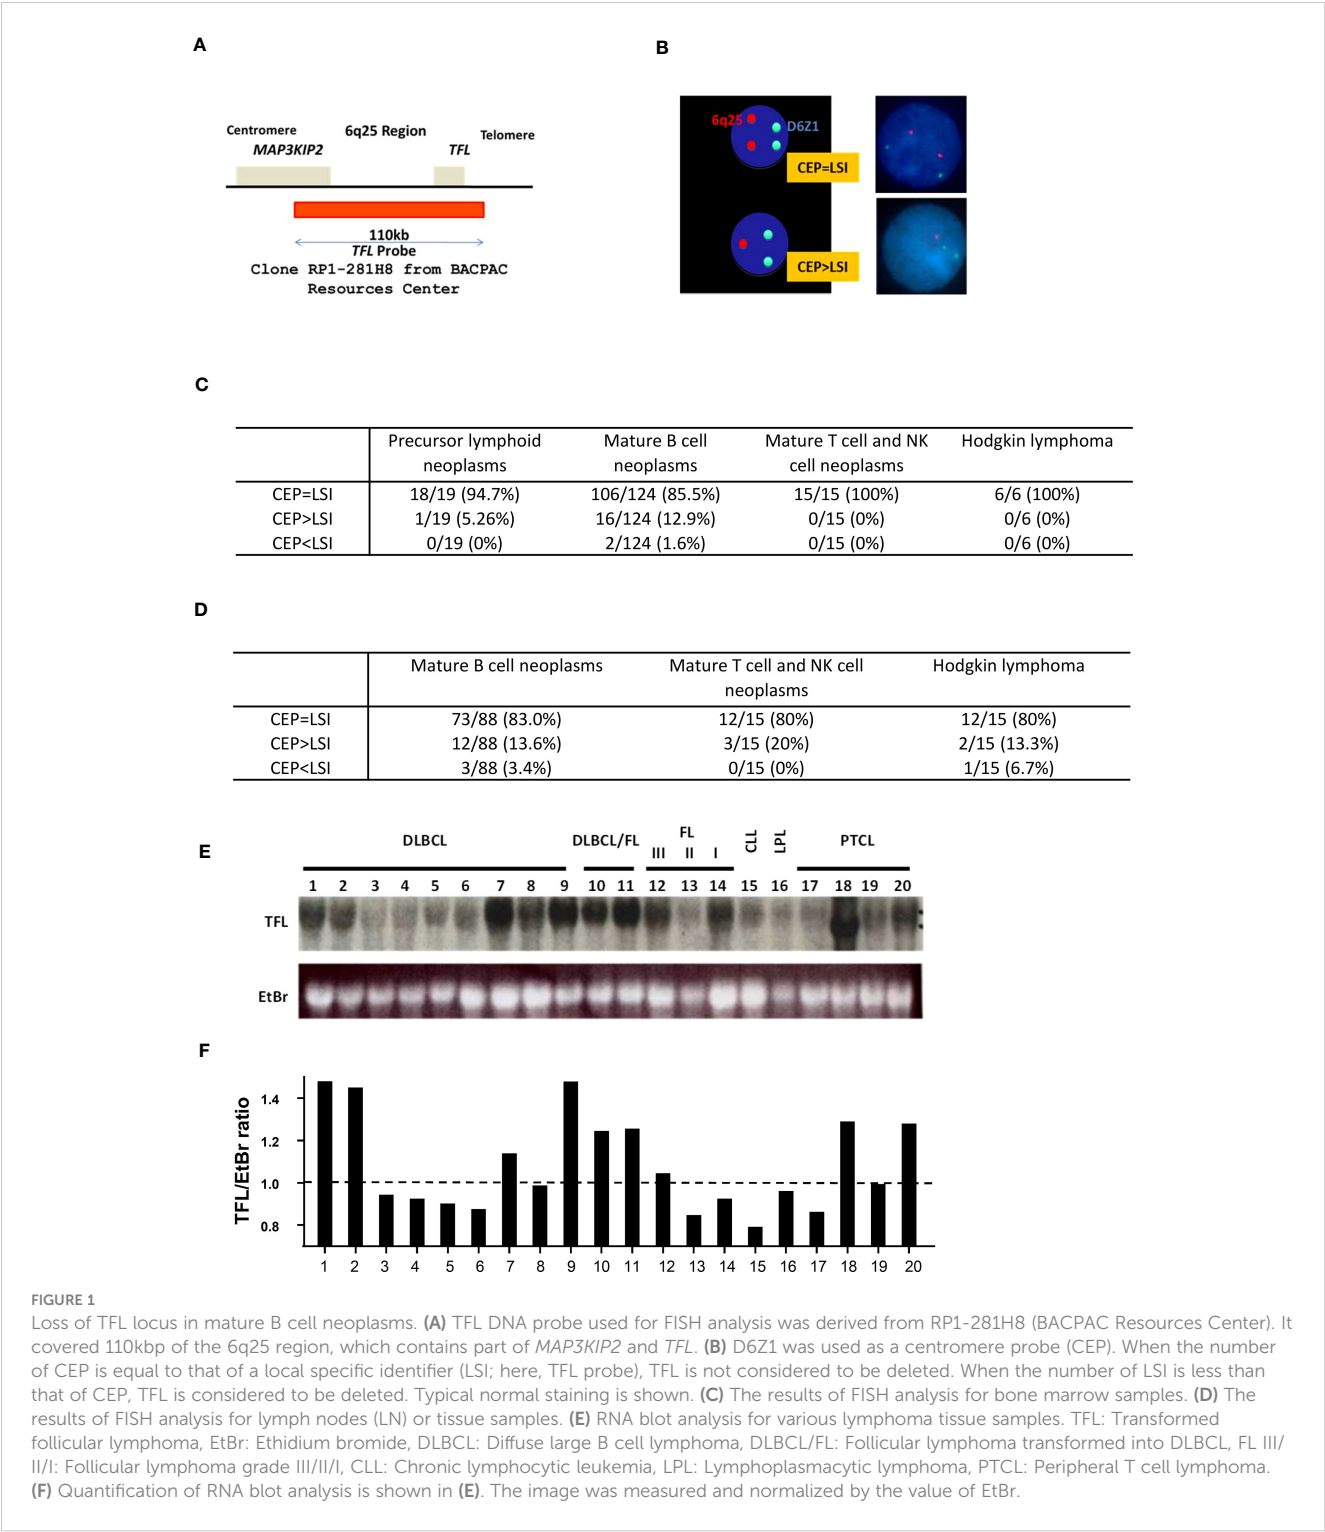 A
Centromere
6q25 Region
Telomere
MAP3KIP2
TFL
110kb
TFL Probe
Clone RP1-281H8 from BACPAC
Resources Center
B
6q25
D6Z1
CEP=LSI
CEP>LSI
C
Precursor lymphoid neoplasms Mature B cell neoplasms Mature T cell and NK cell neoplasms Hodgkin lymphoma
CEP=LSI 18/19 (94.7%) 106/124 (85.5%) 15/15 (100%) 6/6 (100%)
CEP>LSI 1/19 (5.26%) 16/124 (12.9%) 0/15 (0%) 0/6 (0%)
CEP<LSI 0/19 (0%) 2/124 (1.6%) 0/15 (0%) 0/6 (0%)
D
Mature B cell neoplasms Mature T cell and NK cell neoplasms Hodgkin lymphoma
CEP=LSI 73/88 (83.0%) 12/15 (80%) 12/15 (80%)
CEP>LSI 12/88 (13.6%) 3/15 (20%) 2/15 (13.3%)
CEP<LSI 3/88 (3.4%) 0/15 (0%) 1/15 (6.7%)
E
DLBCL DLBCL/FL FL CLL LPL PTCL
III II I
1 2 3 4 5 6 7 8 9 10 11 12 13 14 15 16 17 18 19 20
TFL
EtBr
F
TFL/EtBr ratio
1.4
1.2
1.0
0.8
1 2 3 4 5 6 7 8 9 10 11 12 13 14 15 16 17 18 19 20
FIGURE 1
Loss of TFL locus in mature B cell neoplasms. (A) TFL DNA probe used for FISH analysis was derived from RP1-281H8 (BACPAC Resources Center). It
covered 110kbp of the 6q25 region, which contains part of MAP3KIP2 and TFL. (B) D6Z1 was used as a centromere probe (CEP). When the number
of CEP is equal to that of a local specific identifier (LSI; here, TFL probe), TFL is not considered to be deleted. When the number of LSI is less than
that of CEP, TFL is considered to be deleted. Typical normal staining is shown. (C) The results of FISH analysis for bone marrow samples. (D) The
results of FISH analysis for lymph nodes (LN) or tissue samples. (E) RNA blot analysis for various lymphoma tissue samples. TFL: Transformed
follicular lymphoma, EtBr: Ethidium bromide, DLBCL: Diffuse large B cell lymphoma, DLBCL/FL: Follicular lymphoma transformed into DLBCL, FL III/
II/I: Follicular lymphoma grade III/II/I, CLL: Chronic lymphocytic leukemia, LPL: Lymphoplasmacytic lymphoma, PTCL: Peripheral T cell lymphoma.
(F) Quantification of RNA blot analysis is shown in (E). The image was measured and normalized by the value of EtBr.